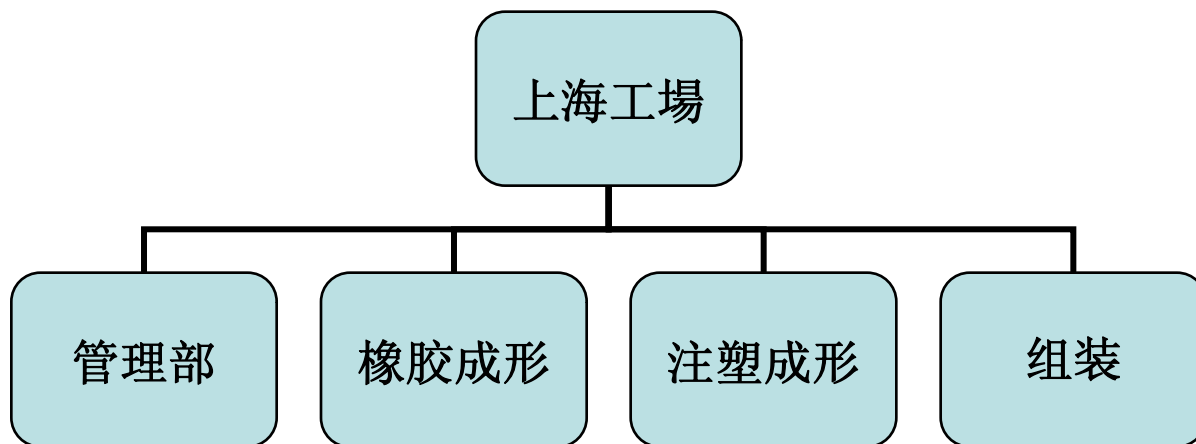 上海工場
管理部
橡胶成形
注塑成形
组装